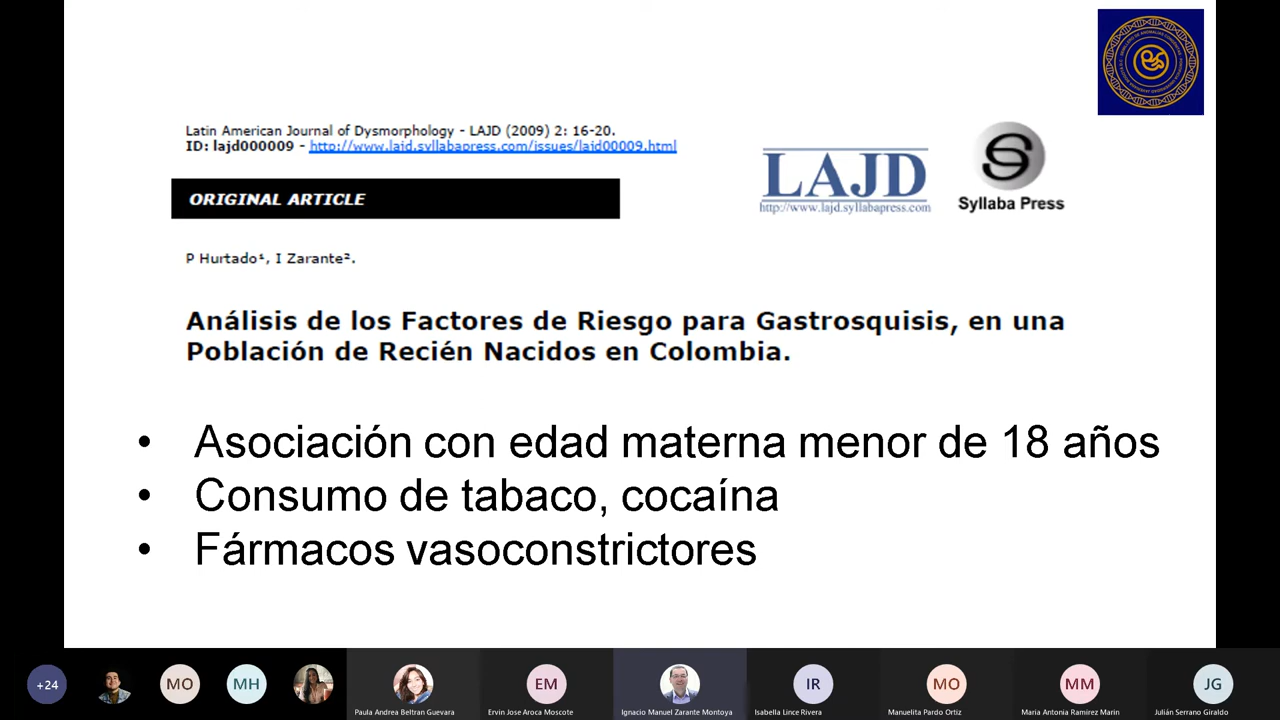 Latin American Journal of Dysmorphology - LAJD (2009) 2: 16-20.
ID: lajd000009 - http://www.lajd.syllabapress.com/issues/lajd00009.html
ORIGINAL ARTICLE
LAJD
http://www.lajd.syllabapress.com
S
Syllaba Press
P Hurtado¹, I Zarante².
Análisis de los Factores de Riesgo para Gastrosquisis, en una
Población de Recién Nacidos en Colombia.
• Asociación con edad materna menor de 18 años
• Consumo de tabaco, cocaína
• Fármacos vasoconstrictores
+24
MO
MH
Paula Andrea Beltran Guevara
EM
Ervin Jose Aroca Moscote
Ignacio Manuel Zarante Montoya
IR
Isabella Lince Rivera
MO
Manuelita Pardo Ortiz
MM
Maria Antonia Ramirez Marin
JG
Julián Serrano Giraldo